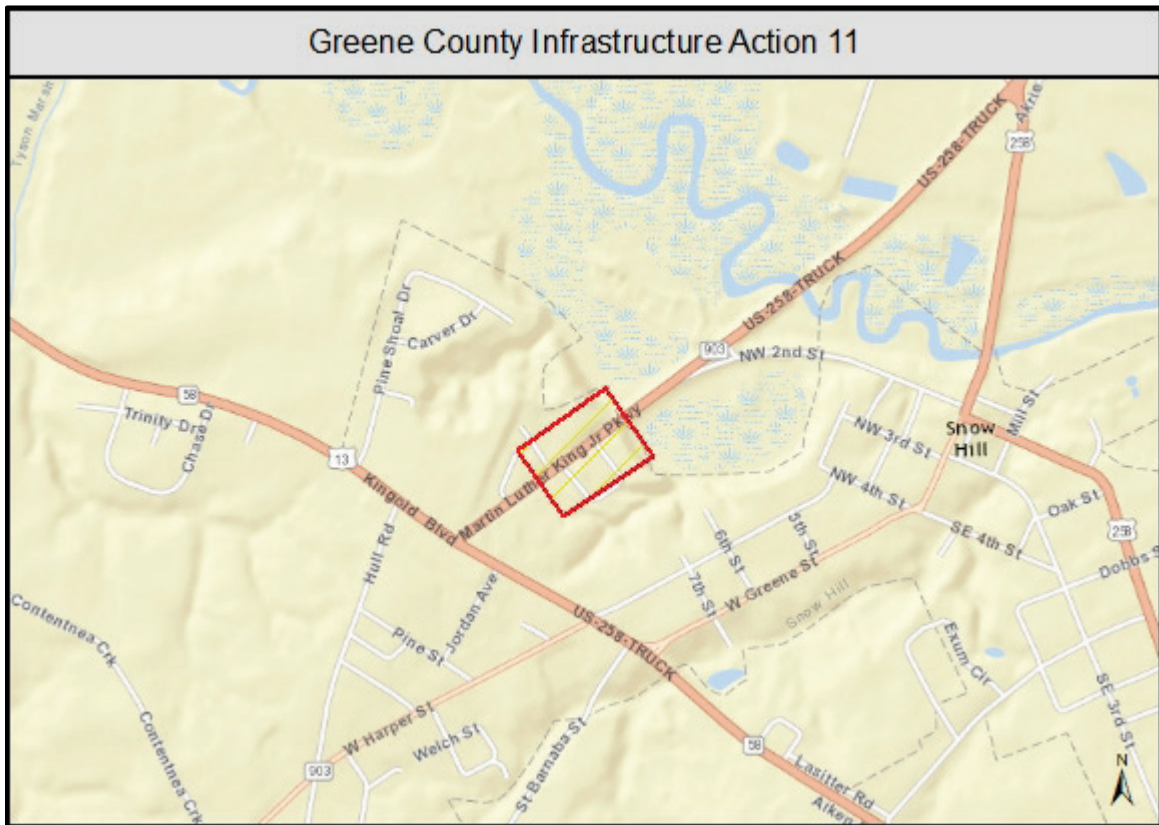 Greene County Infrastructure Action 11
Tyson Marsh
US-258-TRUCK
258
Pine Shoal Dr
Carver Dr
US-258-TRUCK
903
NW 2nd St
58
Trinity Dr
Chase Dr
Mill St
Snow
Hill
NW 3rd St
13
Kingold Blvd
Martin Luther King Jr Pkwy
NW 4th St
Oak St
SE 4th St
258
Dobbs S
Hull Rd
6th St
5th St
7th St
W Greene St
Snow Hill
Jordan Ave
Pine St
US-258-TRUCK
Contentnea Crk
Exum Cir
Contentnea Crk
W Harper St
Welch St
St Barnaba St
SE 3rd St
903
58
Lasitter Rd
Aiken
N